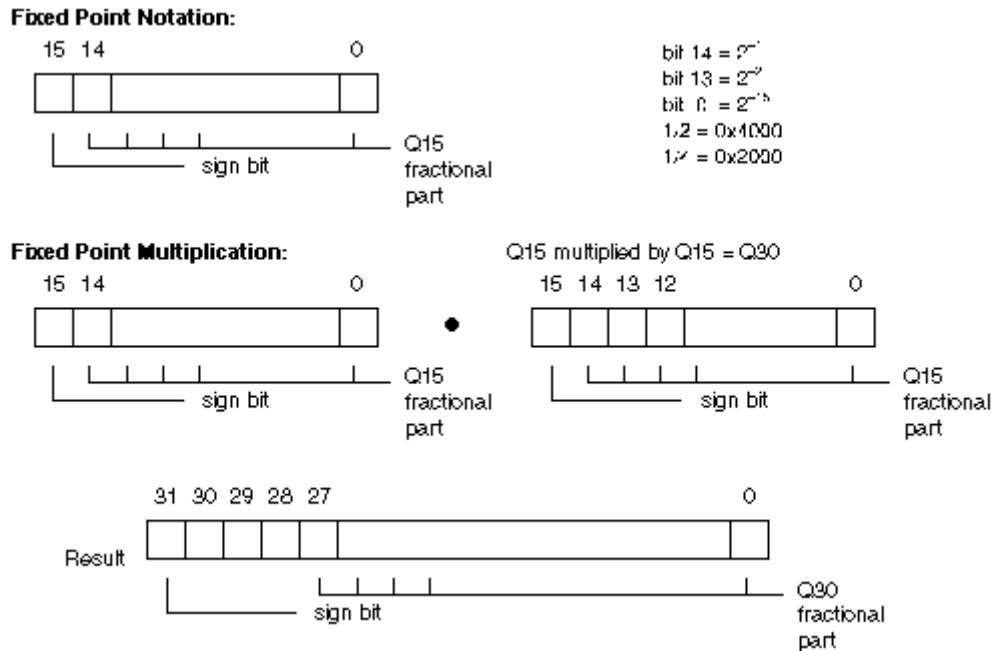 Fixed Point Notation:
15 14 0
bit 14 = 2
bit 13 = 2
bit = 2
1/2 = 0x4000
= 0x2000
Q15
fractional
part
sign bit
Fixed Point Multiplication:
Q15 multiplied by Q15 = Q30
15 14 0
15 14 13 12 0
Q15
fractional
part
sign bit
Q15
fractional
part
sign bit
31 30 29 28 27 0
Result
Q30
fractional
part
sign bit